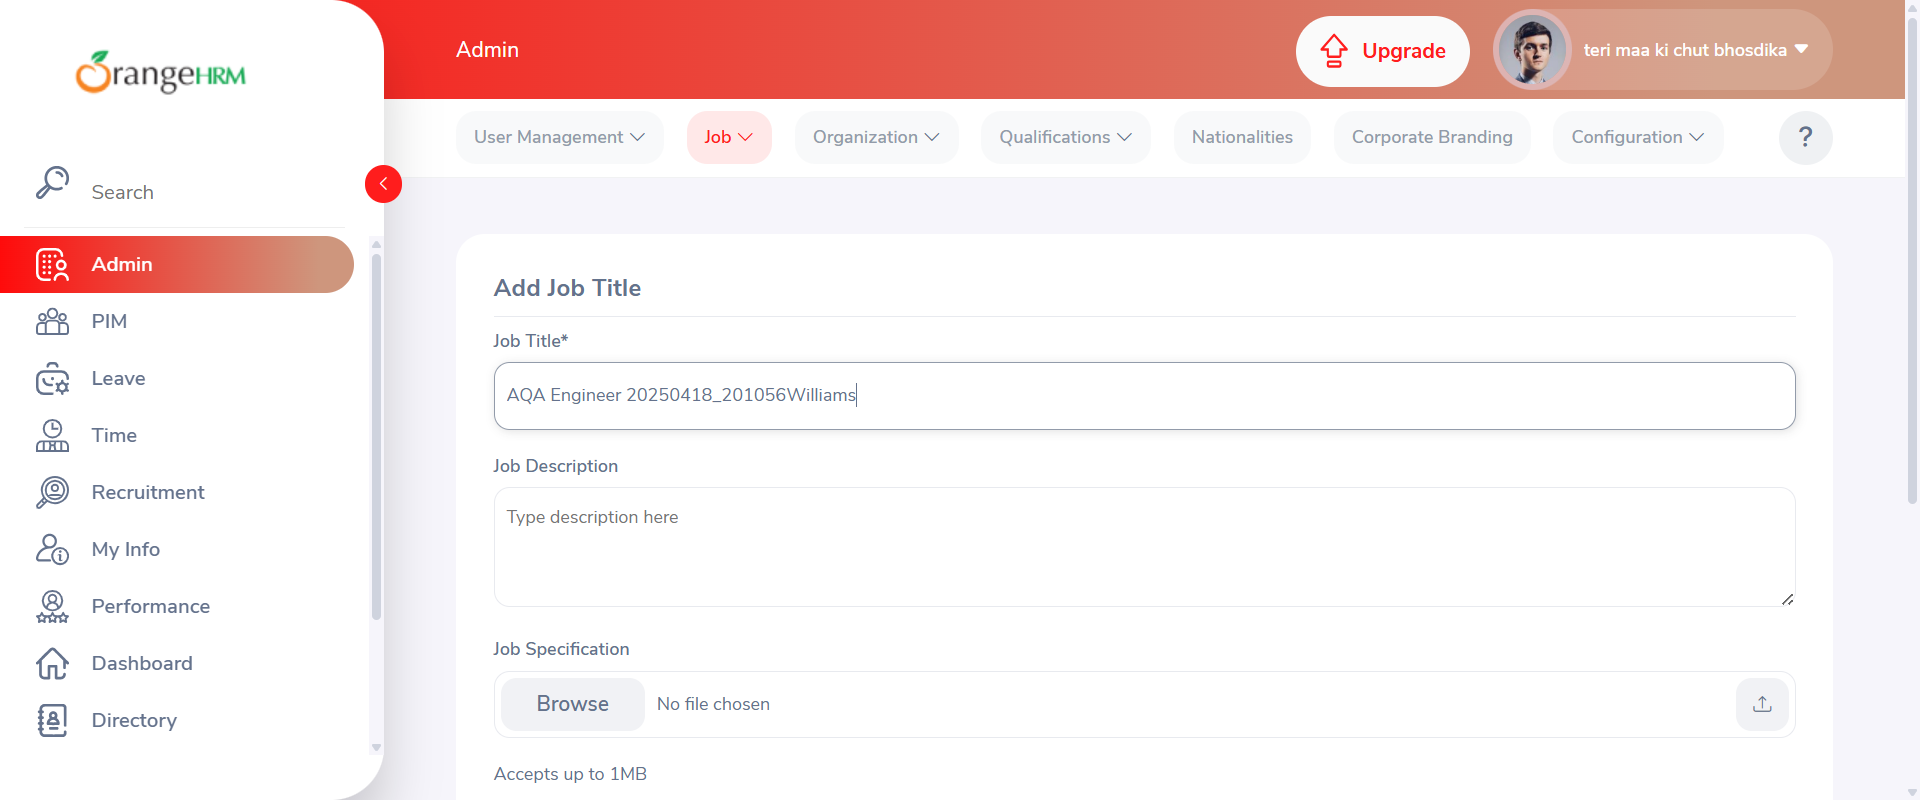 OrangeHRM
Search
Admin
PIM
Leave
Time
Recruitment
My Info
Performance
Dashboard
Directory
Admin
Upgrade
teri maa ki chut bhosdika
User Management
Job
Organization
Qualifications
Nationalities
Corporate Branding
Configuration
?
Add Job Title
Job Title*
AQA Engineer 20250418_201056Williams
Job Description
Type description here
Job Specification
Browse
No file chosen
Accepts up to 1MB